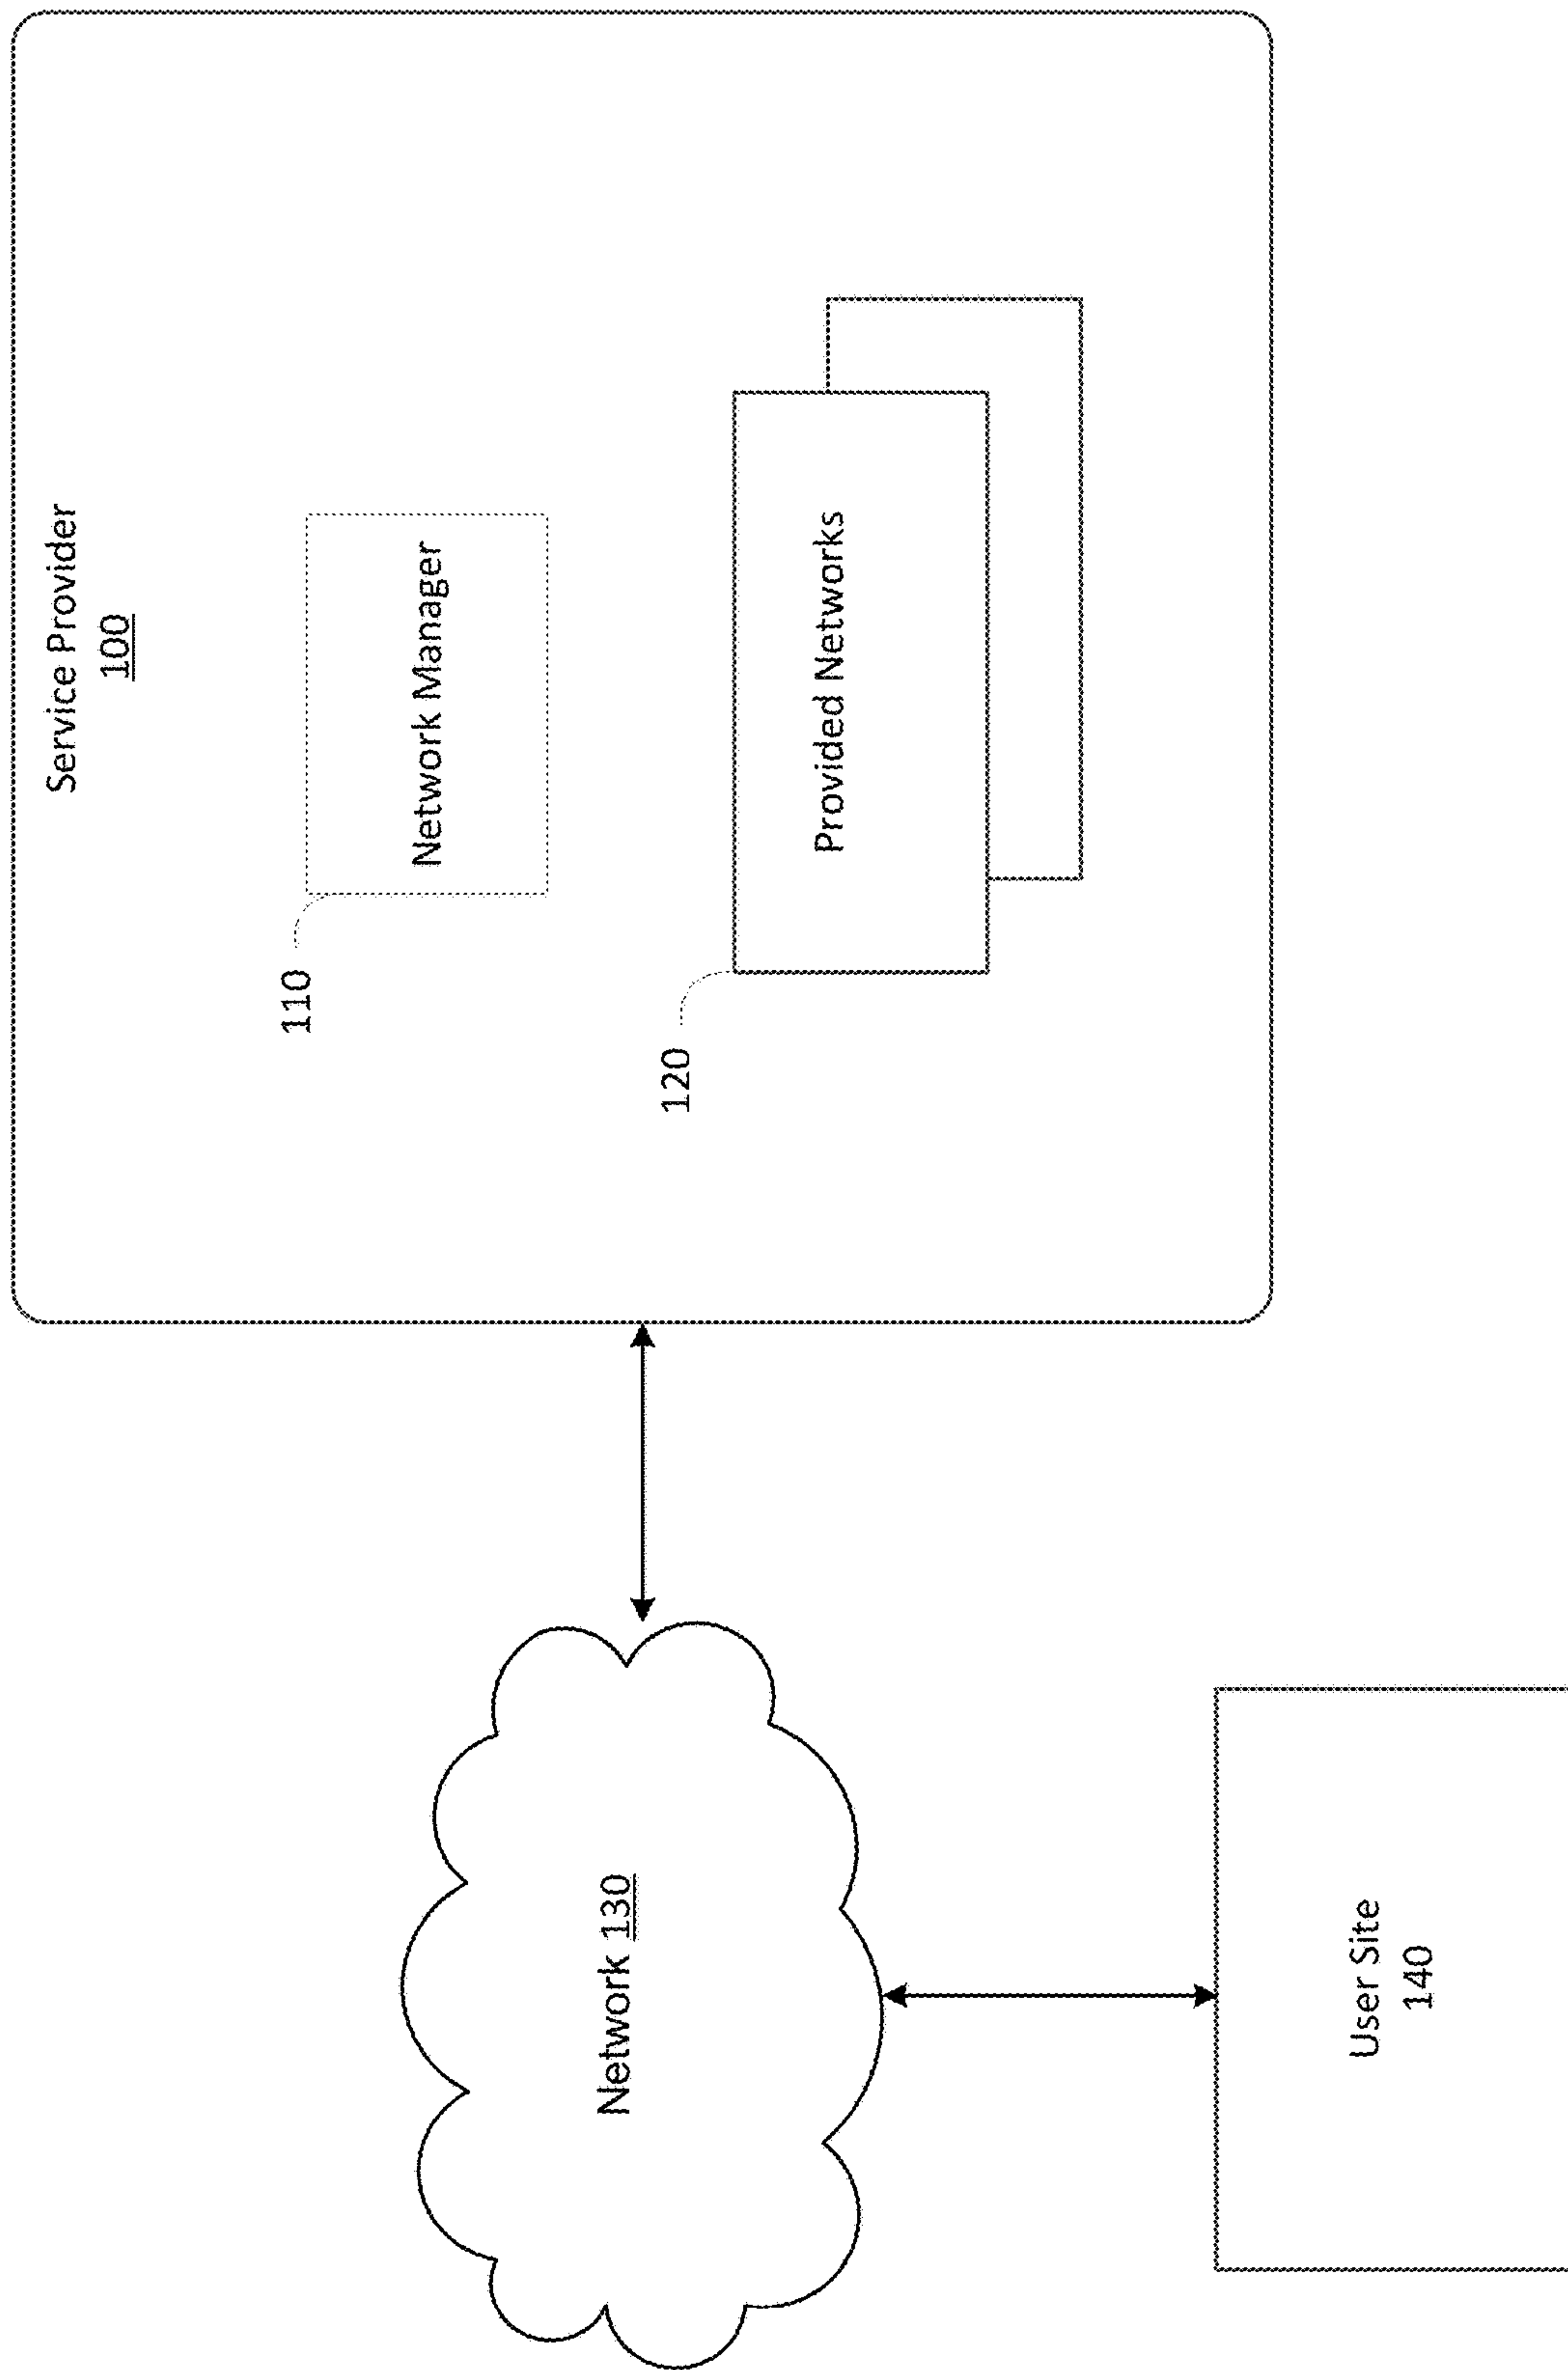 Service Provider
100
110
Network Manager
120
Provided Networks
Network 130
User Site
140